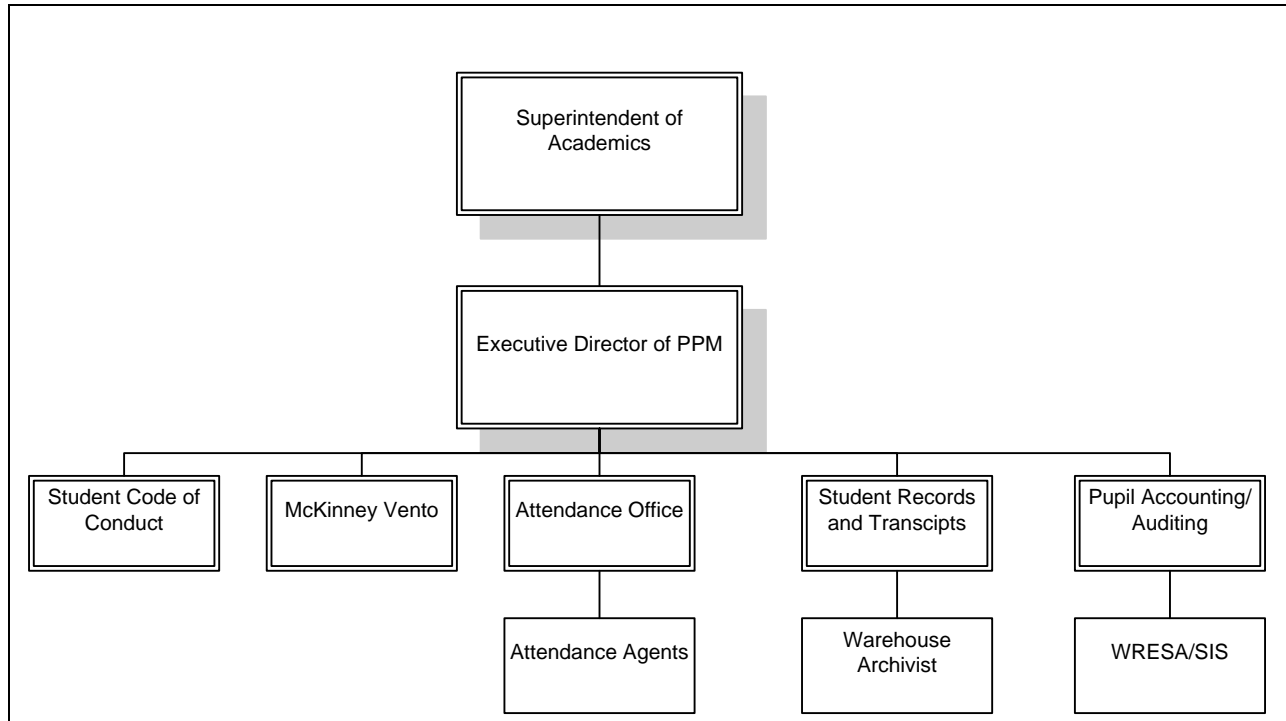 Superintendent of
Academics
Executive Director of PPM
Student Code of
Conduct
McKinney Vento
Attendance Office
Student Records
and Transcipts
Pupil Accounting/
Auditing
Attendance Agents
Warehouse
Archivist
WRESA/SIS